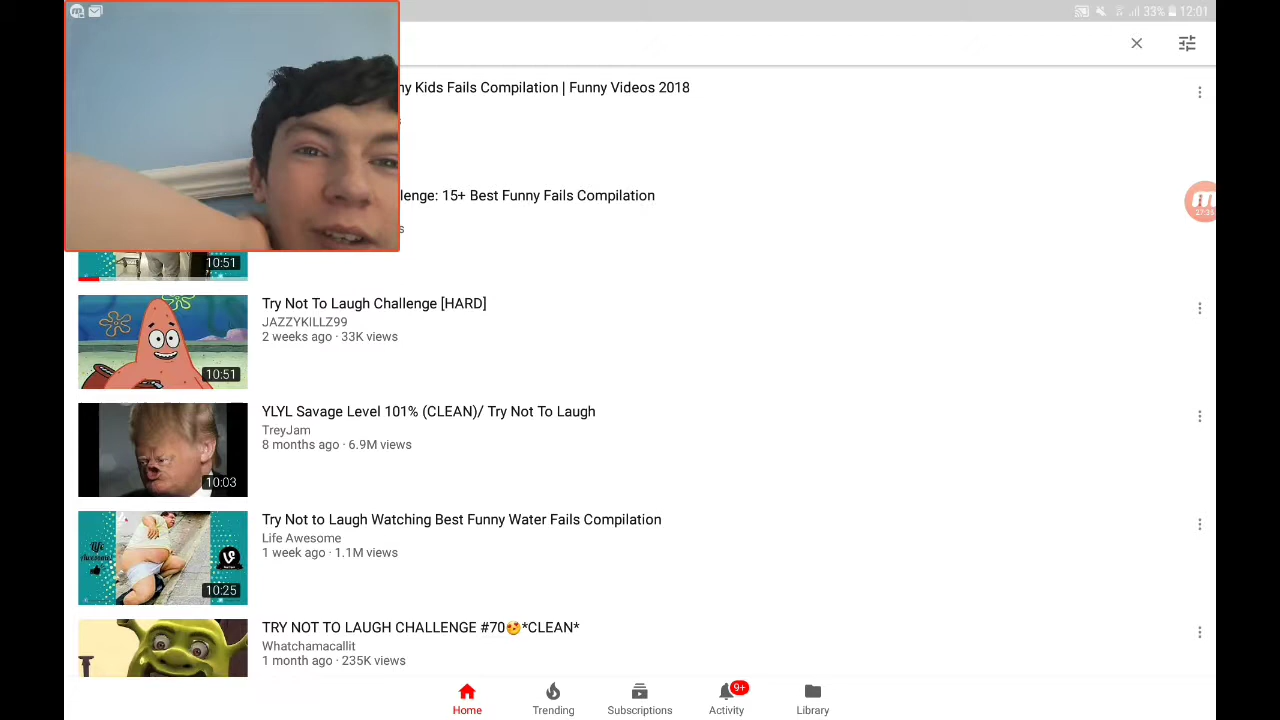 33% 12:01
ny Kids Fails Compilation | Funny Videos 2018
s
lenge: 15+ Best Funny Fails Compilation
s
10:51
Try Not To Laugh Challenge [HARD]
JAZZYKILLZ99
2 weeks ago · 33K views
10:51
YLYL Savage Level 101% (CLEAN)/ Try Not To Laugh
TreyJam
8 months ago · 6.9M views
10:03
Try Not to Laugh Watching Best Funny Water Fails Compilation
Life Awesome
1 week ago · 1.1M views
Life
Awesome
10:25
TRY NOT TO LAUGH CHALLENGE #70😍*CLEAN*
Whatchamacallit
1 month ago · 235K views
9+
Home Trending Subscriptions Activity Library